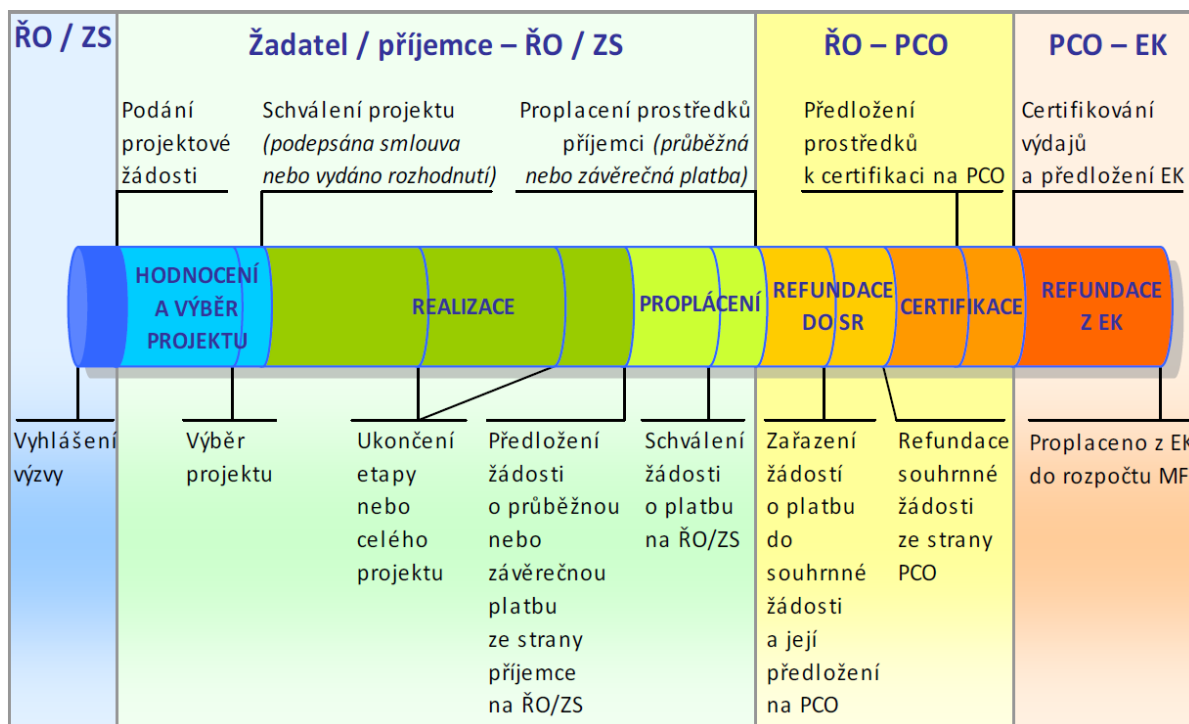 ŘO / ZS
Žadatel / příjemce – ŘO / ZS
ŘO – PCO
PCO – EK
Podání
projektové
žádosti
Schválení projektu
(podepsána smlouva
nebo vydáno rozhodnutí)
Proplacení prostředků
příjemci (průběžná
nebo závěrečná platba)
Předložení
prostředků
k certifikaci na PCO
Certifikování
výdajů
a předložení EK
HODNOCENÍ
A VÝBĚR
PROJEKTU
REALIZACE
PROPLÁCENÍ
REFUNDACE
DO SR
CERTIFIKACE
REFUNDACE
Z EK
Vyhlášení
výzvy
Výběr
projektu
Ukončení
etapy
nebo
celého
projektu
Předložení
žádosti
o průběžnou
nebo
závěrečnou
platbu
ze strany
příjemce
na ŘO/ZS
Schválení
žádosti
o platbu
na ŘO/ZS
Zařazení
žádostí
o platbu
do
souhrnné
žádosti
a její
předložení
na PCO
Refundace
souhrnné
žádosti
ze strany
PCO
Proplaceno z EK
do rozpočtu MF